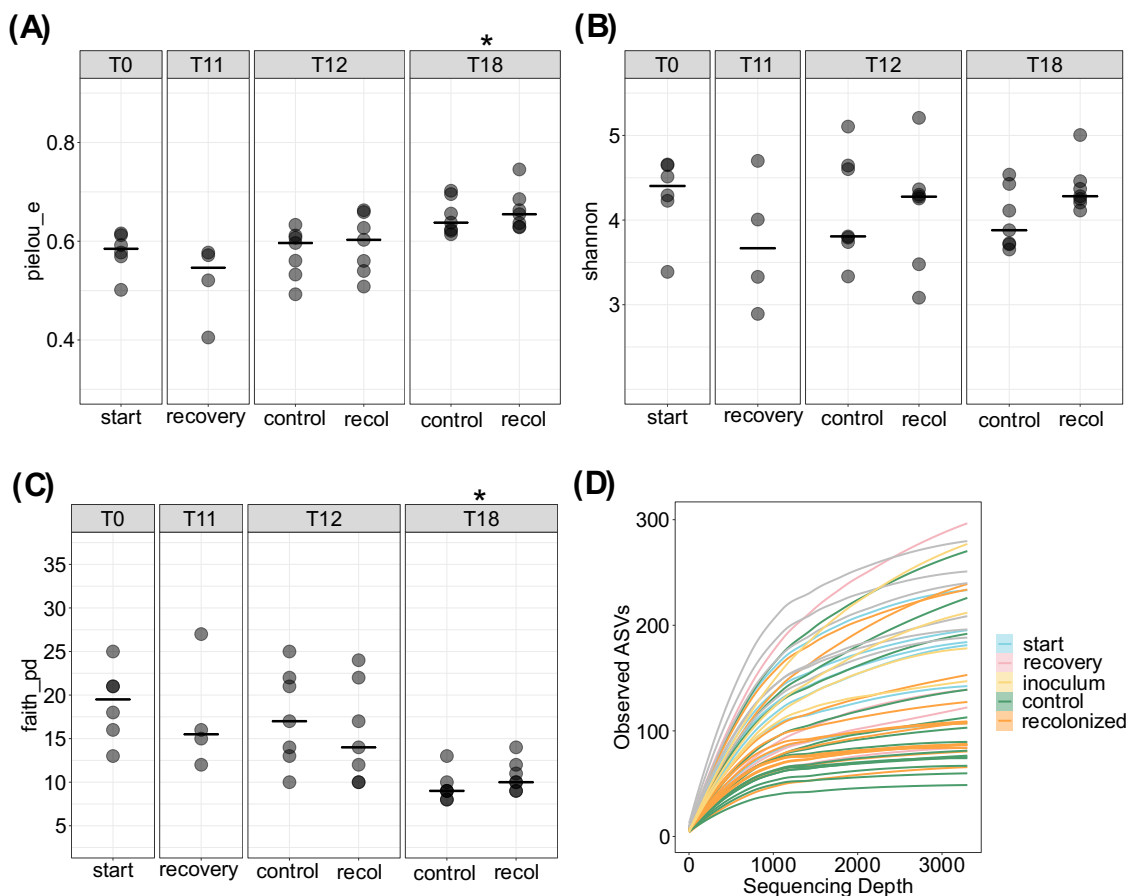 (A)
*
T0 T11 T12 T18
pielou_e
0.8
0.6
0.4
start recovery control recol control recol
(B)
T0 T11 T12 T18
shannon
5
4
3
start recovery control recol control recol
(C)
*
T0 T11 T12 T18
faith_pd
35
30
25
20
15
10
5
start recovery control recol control recol
(D)
Observed ASVs
300
200
100
0
0 1000 2000 3000
Sequencing Depth
start
recovery
inoculum
control
recolonized